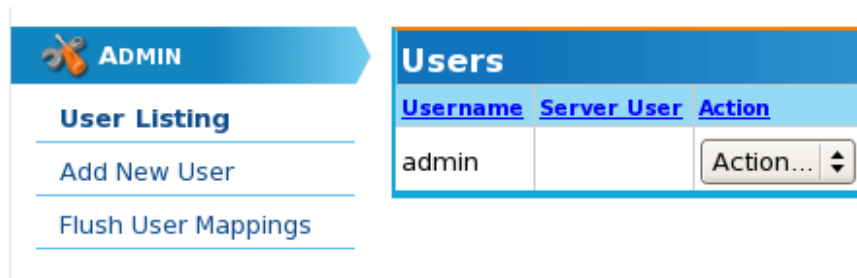 ADMIN
User Listing
Add New User
Flush User Mappings
Users
Username Server User Action
admin Action...